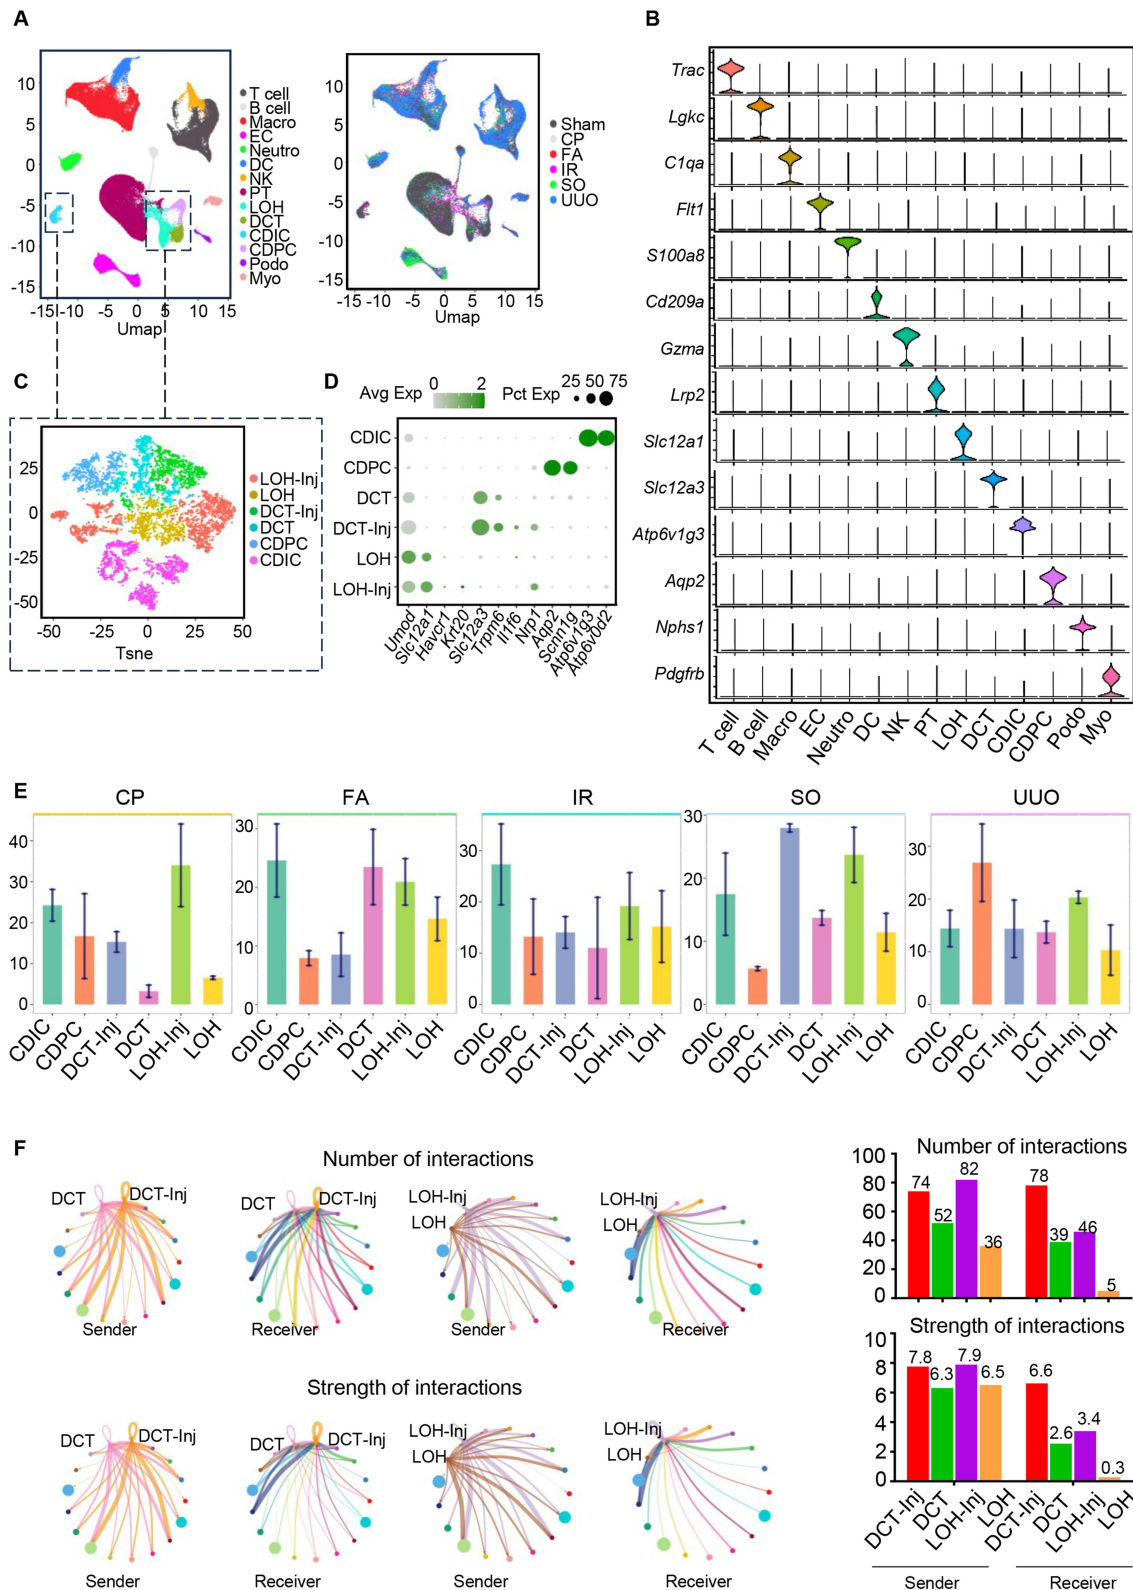 A
10
5
0
-5
-10
-15
-15
-10
-5
0
5
10
15
Umap
T cell
B cell
Macro
EC
Neutro
DC
NK
PT
LOH
DCT
CDIC
CDPC
Podo
Myo
10
5
0
-5
-10
-15
-15
-10
-5
0
5
10
15
Umap
Sham
CP
FA
IR
SO
UUO
B
Trac
Lgkc
C1qa
Flt1
S100a8
Cd209a
Gzma
Lrp2
Slc12a1
Slc12a3
Atp6v1g3
Aqp2
Nphs1
Pdgfrb
T cell
B cell
Macro
EC
Neutro
DC
NK
PT
LOH
DCT
CDIC
CDPC
Podo
Myo
C
25
0
-25
-50
-50
-25
0
25
50
Tsne
LOH-Inj
LOH
DCT-Inj
DCT
CDPC
CDIC
D
Avg Exp
0
2
Pct Exp
25 50 75
CDIC
CDPC
DCT
DCT-Inj
LOH
LOH-Inj
Umod
Slc12a1
Havcr1
Krt20
Slc12a3
Trpm6
Il1f6
Nrp1
Aqp2
Scnn1g
Atp6v1g3
Atp6v0d2
E
CP
40
30
20
10
0
CDIC
CDPC
DCT-Inj
DCT
LOH-Inj
LOH
FA
30
20
10
0
CDIC
CDPC
DCT-Inj
DCT
LOH-Inj
LOH
IR
30
20
10
0
CDIC
CDPC
DCT-Inj
DCT
LOH-Inj
LOH
SO
30
20
10
0
CDIC
CDPC
DCT-Inj
DCT
LOH-Inj
LOH
UUO
30
20
10
0
CDIC
CDPC
DCT-Inj
DCT
LOH-Inj
LOH
F
Number of interactions
DCT
DCT-Inj
Sender
DCT
DCT-Inj
Receiver
LOH-Inj
LOH
Sender
LOH-Inj
LOH
Receiver
Strength of interactions
DCT
DCT-Inj
Sender
DCT
DCT-Inj
Receiver
LOH-Inj
LOH
Sender
LOH-Inj
LOH
Receiver
Number of interactions
100
80
60
40
20
0
74
52
82
36
78
39
46
5
Strength of interactions
10
8
6
4
2
0
7.8
6.3
7.9
6.5
6.6
2.6
3.4
0.3
DCT-Inj
DCT
LOH-Inj
LOH
DCT-Inj
DCT
LOH-Inj
LOH
Sender
Receiver